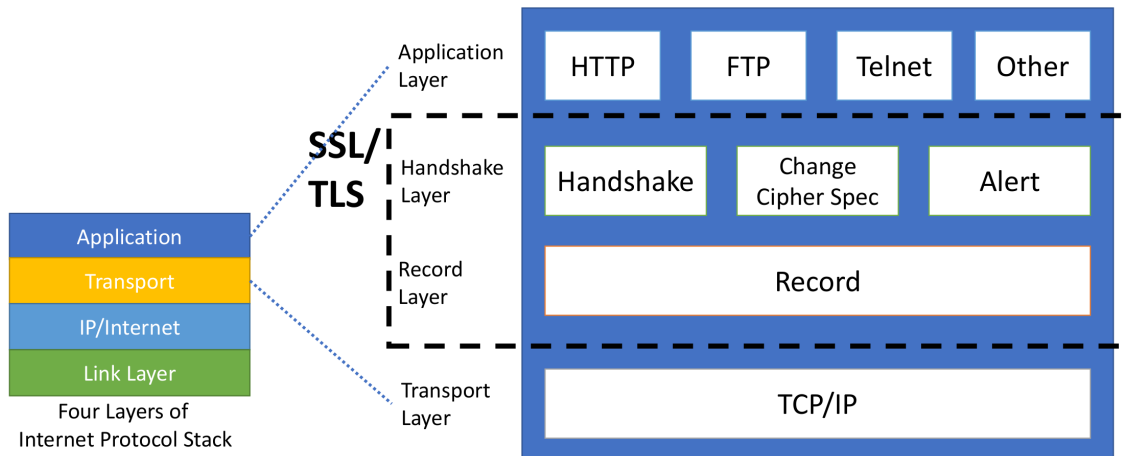 Application
Layer
HTTP
FTP
Telnet
Other
SSL/
TLS
Handshake
Layer
Handshake
Change
Cipher Spec
Alert
Record
Layer
Record
Transport
Layer
TCP/IP
Application
Transport
IP/Internet
Link Layer
Four Layers of
Internet Protocol Stack